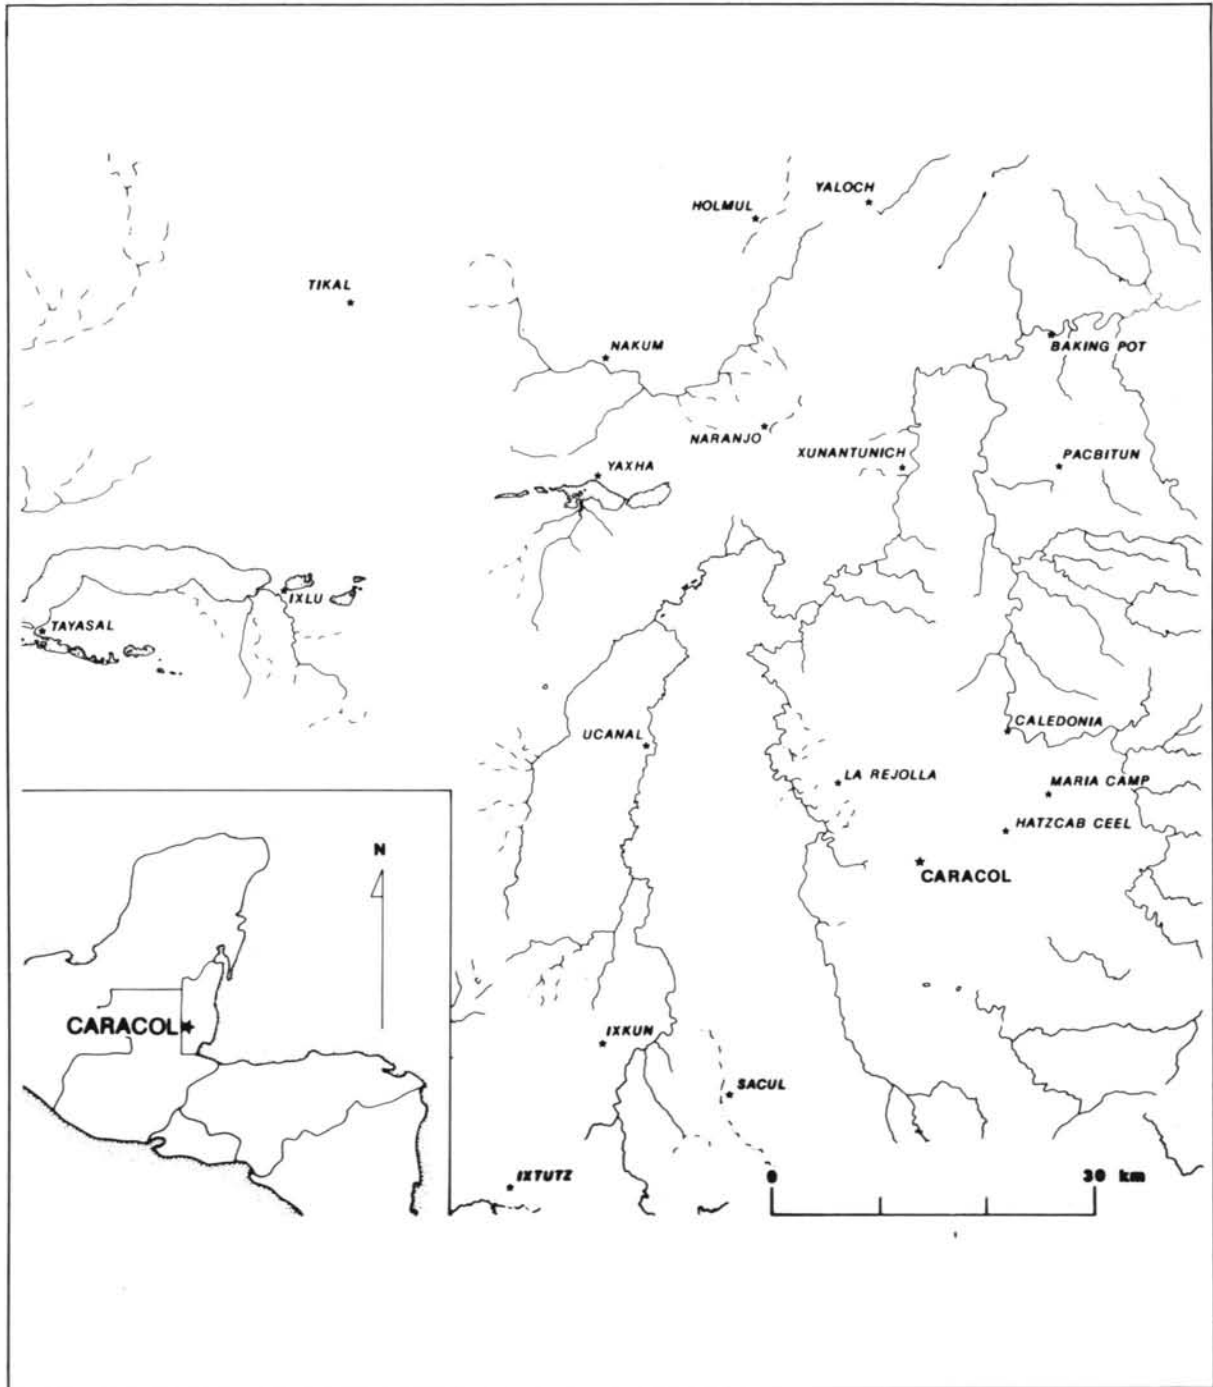 YALOCH
HOLMUL
TIKAL
NAKUM
BAKING POT
NARANJO
XUNANTUNICH
PACBITUN
YAXHA
IXLU
TAYASAL
CALEDONIA
UCANAL
LA REJOLLA
MARIA CAMP
HATZCAB CEEL
CARACOL
N
CARACOL
IXKUN
SACUL
IXTUTZ
0 30 km